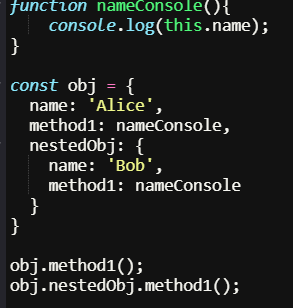 function nameConsole(){
    console.log(this.name);
}

const obj = {
  name: 'Alice',
  method1: nameConsole,
  nestedObj: {
    name: 'Bob',
    method1: nameConsole
  }
}

obj.method1();
obj.nestedObj.method1();